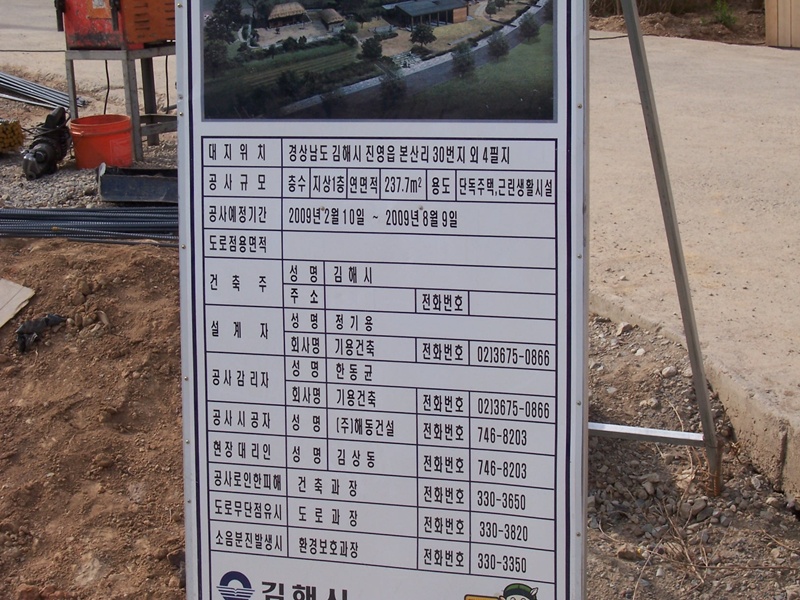 대지위치 경상남도 김해시 진영읍 본산리 30번지 외 4필지
공사규모 층수 지상1층 연면적 237.7m² 용도 단독주택,근린생활시설
공사예정기간 2009년 2월 10일 ~ 2009년 8월 9일
도로점용면적
건축주 성명 김해시
주소 전화번호
설계자 성명 정기용
회사명 기용건축 전화번호 02)3675-0866
공사감리자 성명 한동균
회사명 기용건축 전화번호 02)3675-0866
공사시공자 성명 (주)해동건설 전화번호 746-8203
현장대리인 성명 김상동 전화번호 746-8203
공사로인한피해 건축과장 전화번호 330-3650
도로무단점유시 도로과장 전화번호 330-3820
소음분진발생시 환경보호과장 전화번호 330-3350
김해시